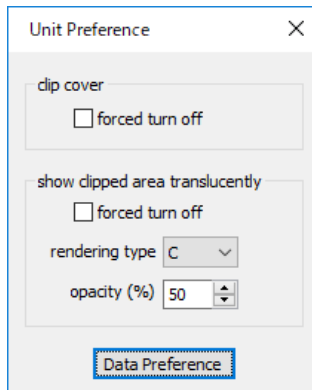 Unit Preference
clip cover
forced turn off
show clipped area translucently
forced turn off
rendering type C
opacity (%) 50
Data Preference